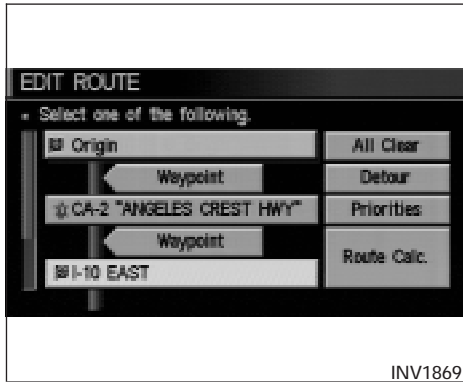 EDIT ROUTE
Select one of the following.
Origin
All Clear
Waypoint
Detour
CA-2 "ANGELES CREST HWY"
Priorities
Waypoint
Route Calc.
I-10 EAST
INV1869